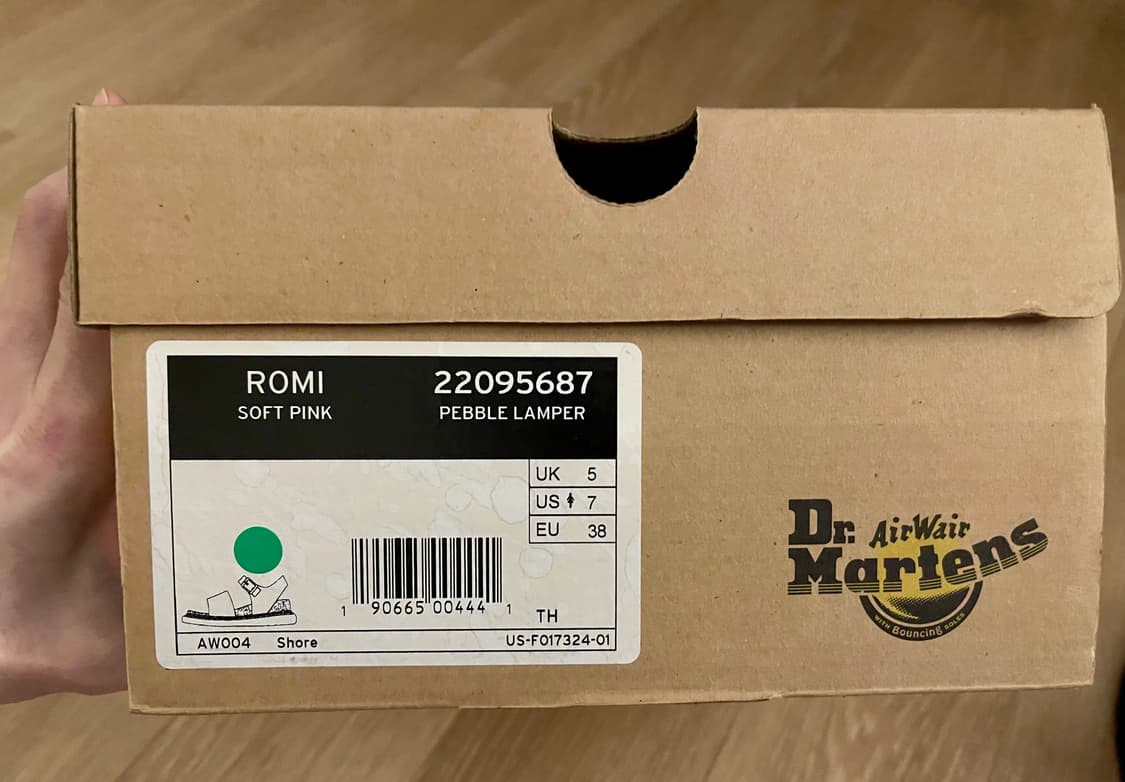 ROMI 22095687
SOFT PINK PEBBLE LAMPER
UK 5
US 7
EU 38
1 90665 00444 1
TH
AW004 Shore US-F017324-01
Dr. AirWair
Martens
WITH Bouncing SOLES